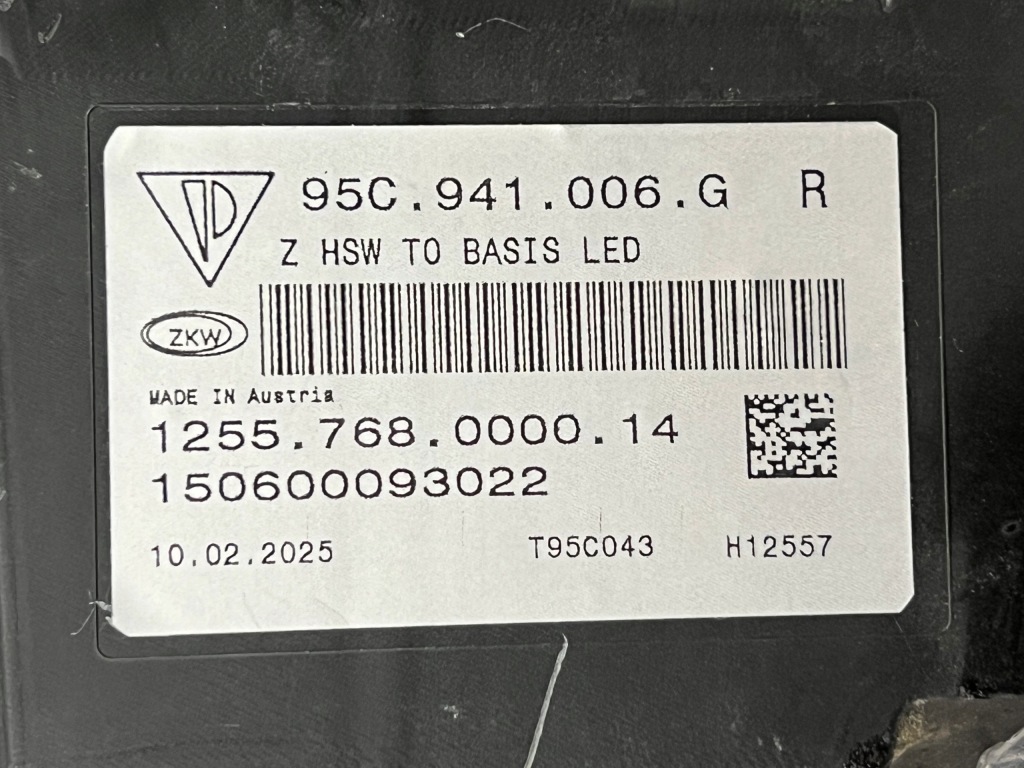 95C.941.006.G R
Z HSW TO BASIS LED
ZKW
MADE IN Austria
1255.768.0000.14
150600093022
10.02.2025 T95C043 H12557